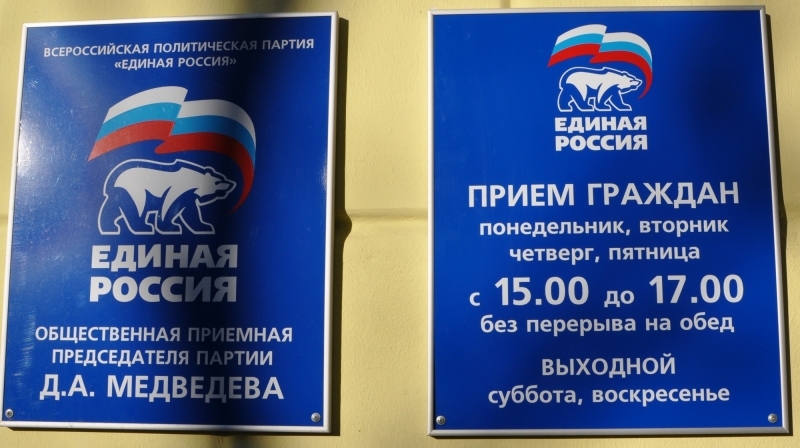 ВСЕРОССИЙСКАЯ ПОЛИТИЧЕСКАЯ ПАРТИЯ
«ЕДИНАЯ РОССИЯ»
ЕДИНАЯ
РОССИЯ
ОБЩЕСТВЕННАЯ ПРИЕМНАЯ
ПРЕДСЕДАТЕЛЯ ПАРТИИ
Д.А. МЕДВЕДЕВА
ЕДИНАЯ
РОССИЯ
ПРИЕМ ГРАЖДАН
понедельник, вторник
четверг, пятница
с 15.00 до 17.00
без перерыва на обед
ВЫХОДНОЙ
суббота, воскресенье